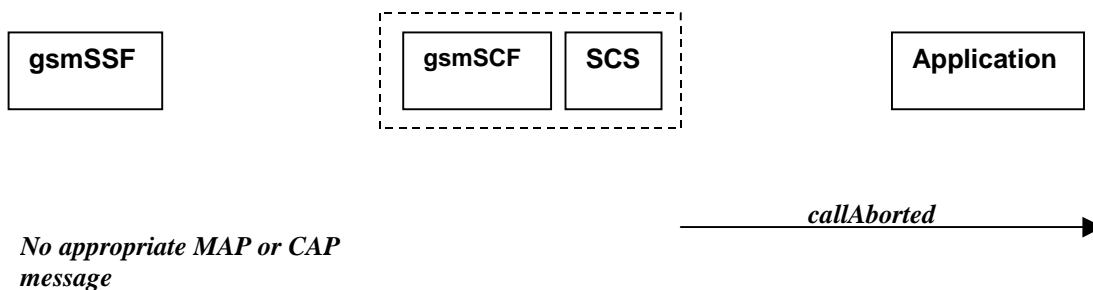 gsmSSF
gsmSCF
SCS
Application
callAborted
No appropriate MAP or CAP
message